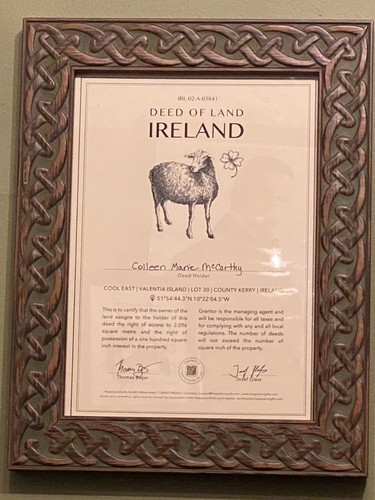 IRL-02-A-03641
DEED OF LAND
IRELAND
Colleen Marie McCarthy
Deed Holder
COOL EAST | VALENTIA ISLAND | LOT 30 | COUNTY KERRY | IRELAND
51°54'44.3"N 10°22'04.5"W
This is to certify that the owner of the
land assigns to the holder of this
deed the right of access to 2.096
square metre and the right of
possession of a one hundred square
inch interest in the property.
Grantor is the managing agent and
will be responsible for all taxes and
for complying with any and all local
regulations. The number of deeds
will not exceed the number of
square inch of the property.
Thomas Beyer
Josef Glass